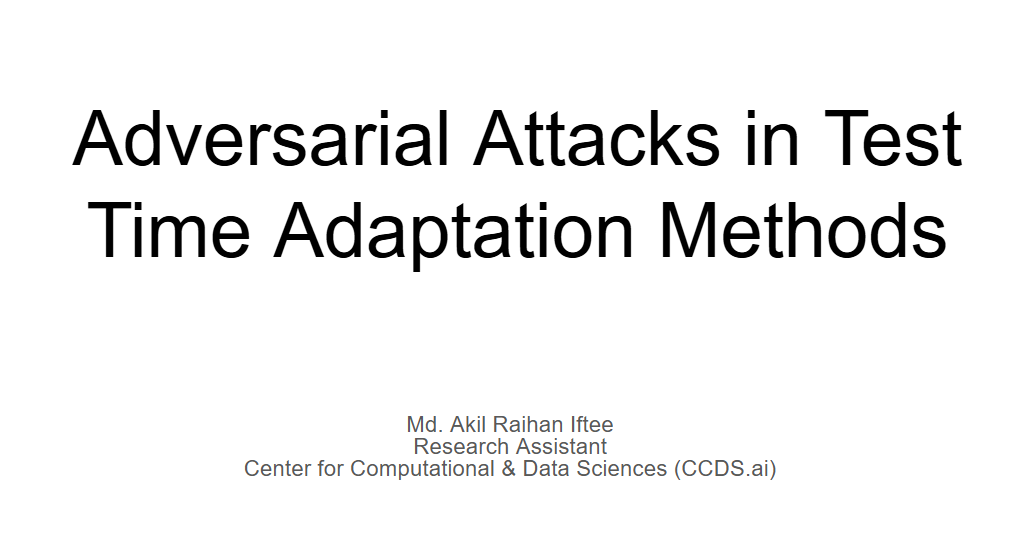 Adversarial Attacks in Test
Time Adaptation Methods
Md. Akil Raihan Iftee
Research Assistant
Center for Computational & Data Sciences (CCDS.ai)